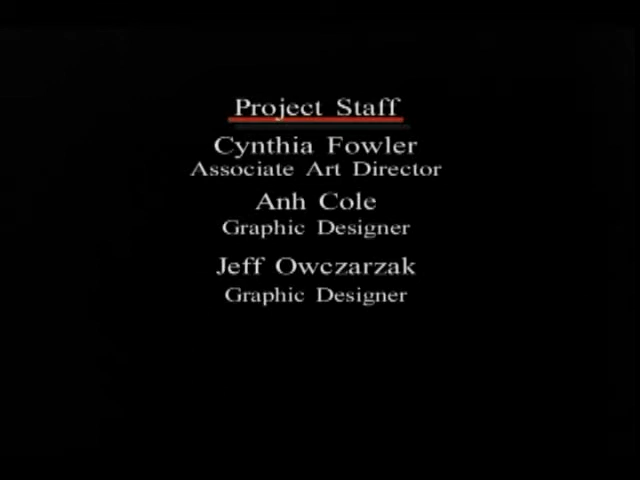 Project Staff
Cynthia Fowler
Associate Art Director
Anh Cole
Graphic Designer
Jeff Owczarzak
Graphic Designer